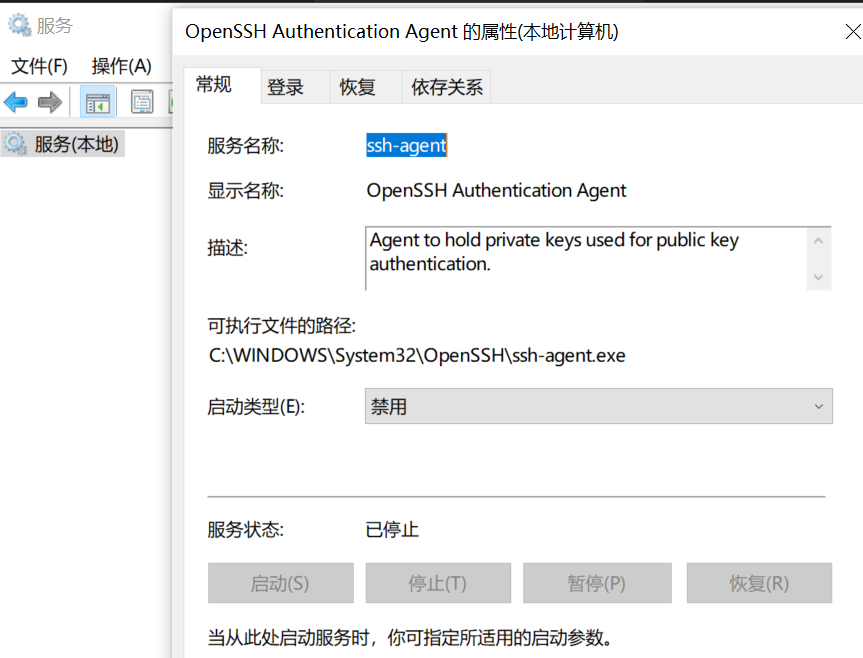 服务
OpenSSH Authentication Agent 的属性(本地计算机)
文件(F) 操作(A)
服务(本地)
常规 登录 恢复 依存关系
服务名称: ssh-agent
显示名称: OpenSSH Authentication Agent
描述: Agent to hold private keys used for public key
authentication.
可执行文件的路径:
C:\WINDOWS\System32\OpenSSH\ssh-agent.exe
启动类型(E): 禁用
服务状态: 已停止
启动(S) 停止(T) 暂停(P) 恢复(R)
当从此处启动服务时，你可指定所适用的启动参数。